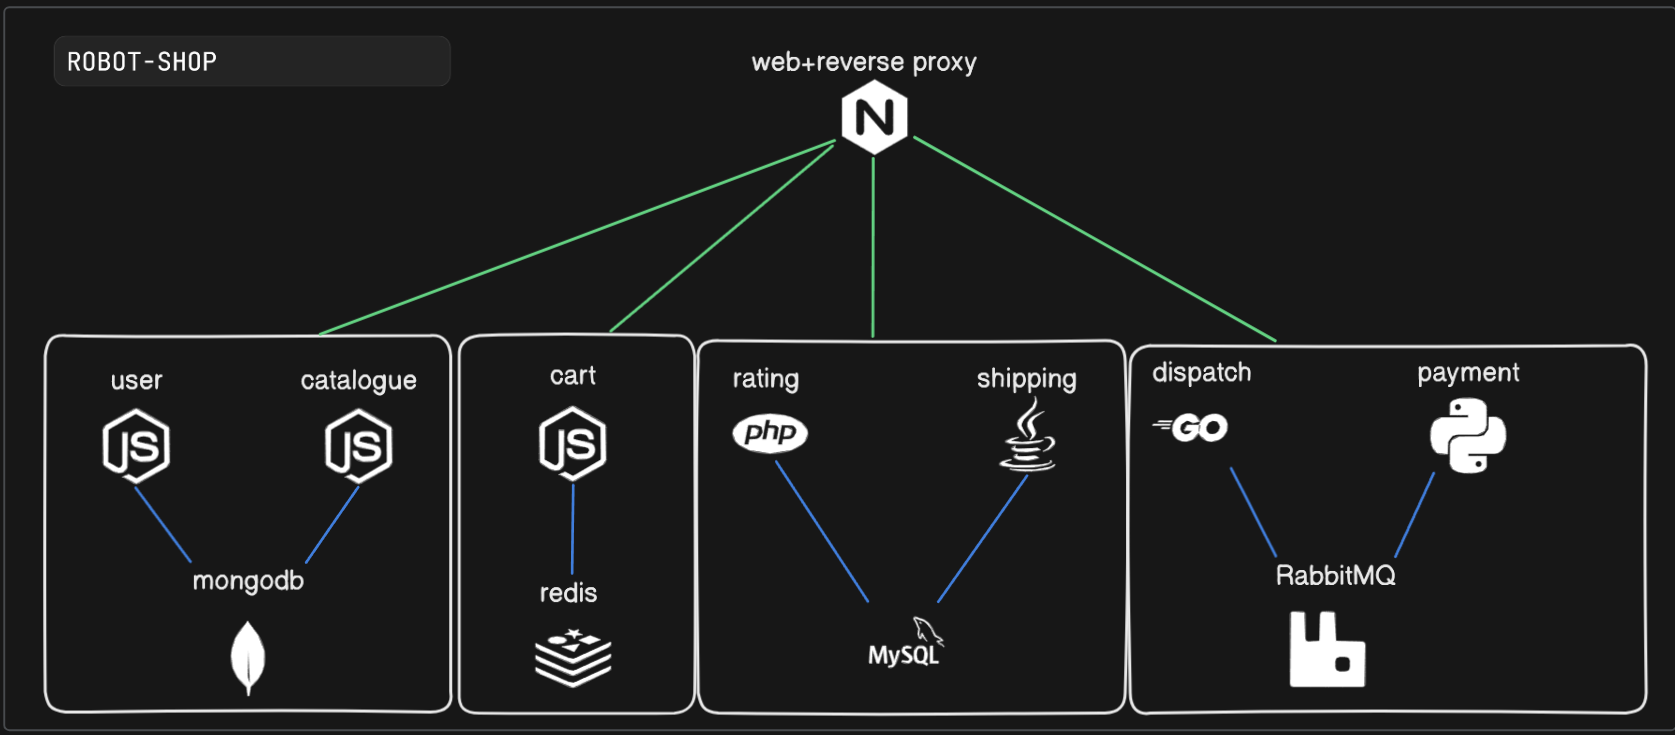 ROBOT-SHOP
web+reverse proxy
N
user
catalogue
cart
rating
shipping
dispatch
payment
JS
JS
JS
php
GO
mongodb
redis
MySQL
RabbitMQ